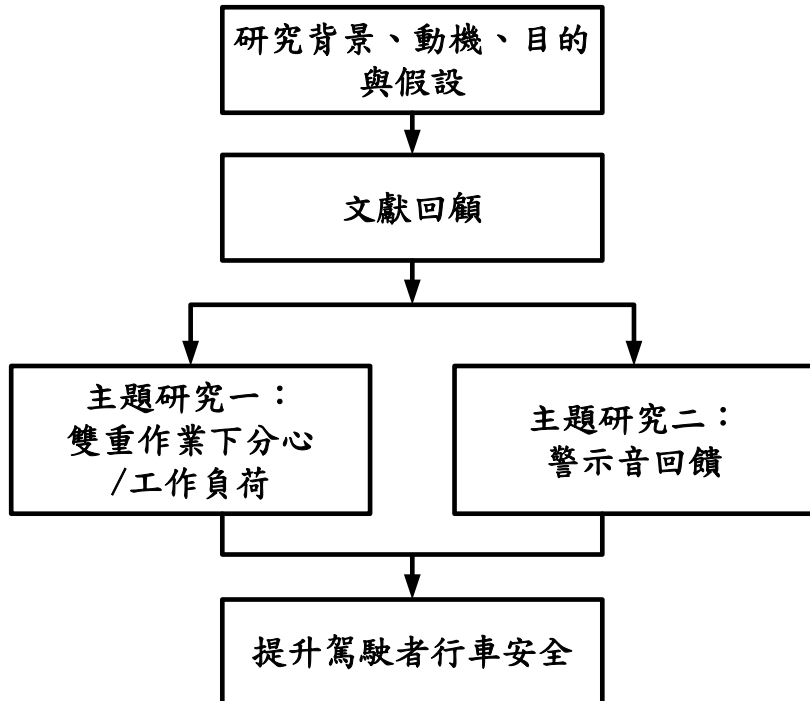 研究背景、動機、目的
與假設
文獻回顧
主題研究一：
雙重作業下分心
/工作負荷
主題研究二：
警示音回饋
提升駕駛者行車安全